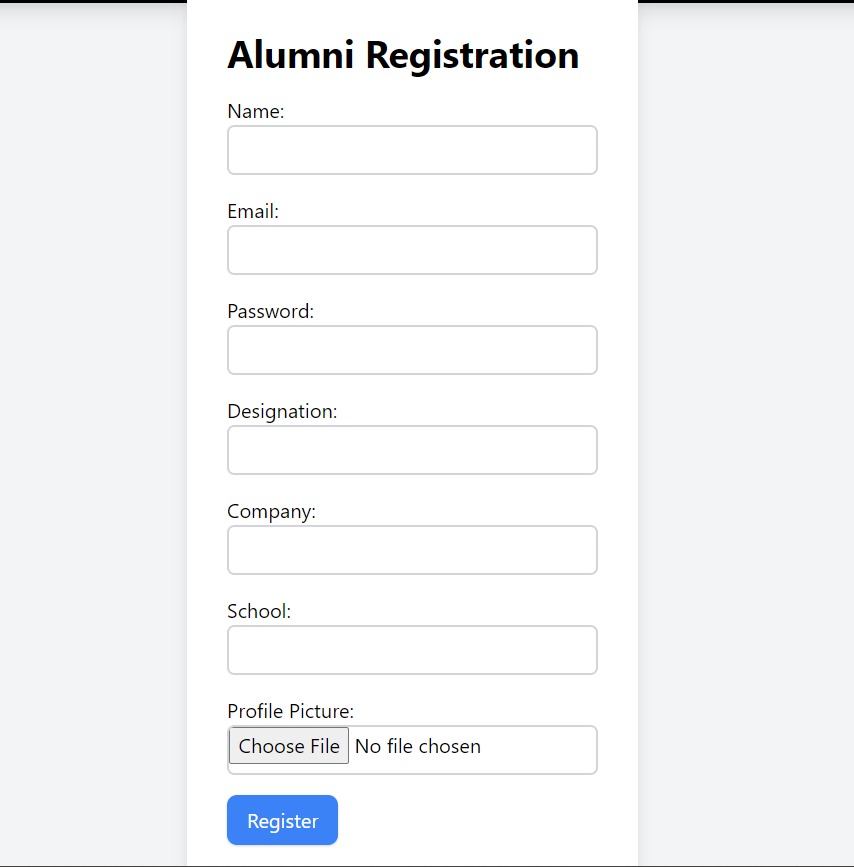 Alumni Registration
Name:
Email:
Password:
Designation:
Company:
School:
Profile Picture:
Choose File No file chosen
Register